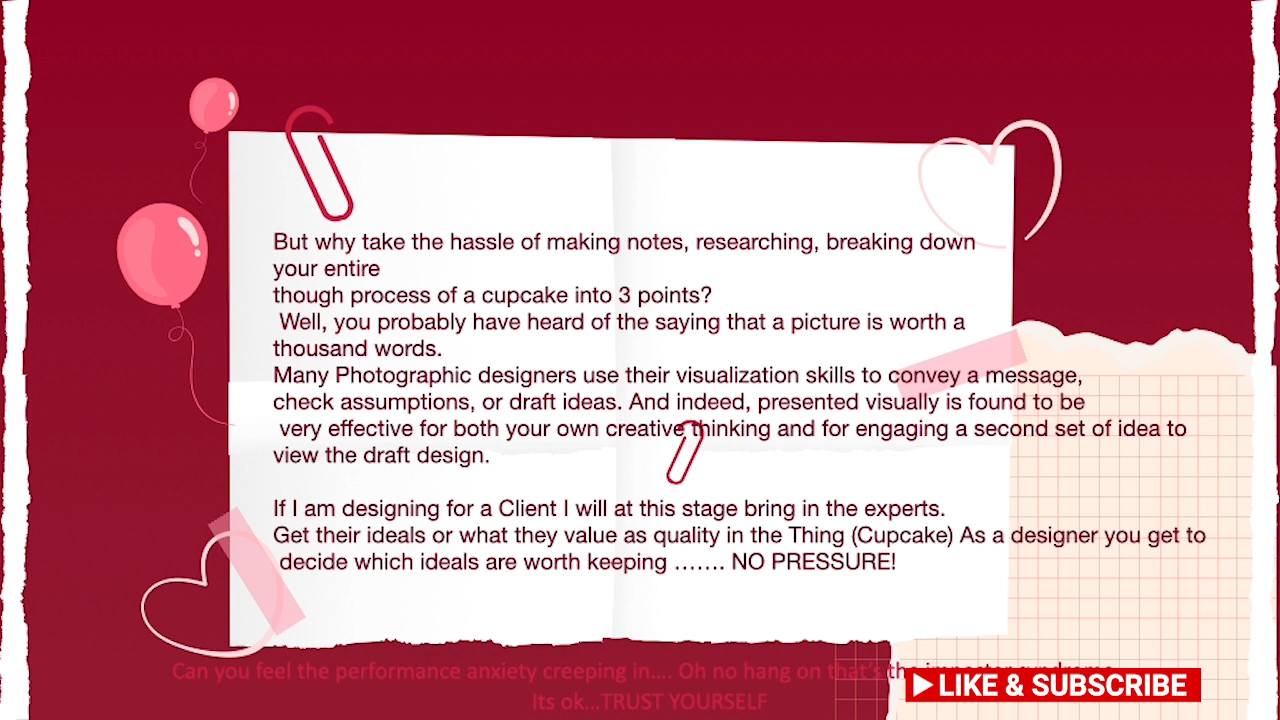 But why take the hassle of making notes, researching, breaking down
your entire
though process of a cupcake into 3 points?
Well, you probably have heard of the saying that a picture is worth a
thousand words.
Many Photographic designers use their visualization skills to convey a message,
check assumptions, or draft ideas. And indeed, presented visually is found to be
very effective for both your own creative thinking and for engaging a second set of idea to
view the draft design.
If I am designing for a Client I will at this stage bring in the experts.
Get their ideals or what they value as quality in the Thing (Cupcake) As a designer you get to
decide which ideals are worth keeping ……. NO PRESSURE!
Can you feel the performance anxiety creeping in…. Oh no hang on that's the
Its ok…TRUST YOURSELF
LIKE & SUBSCRIBE